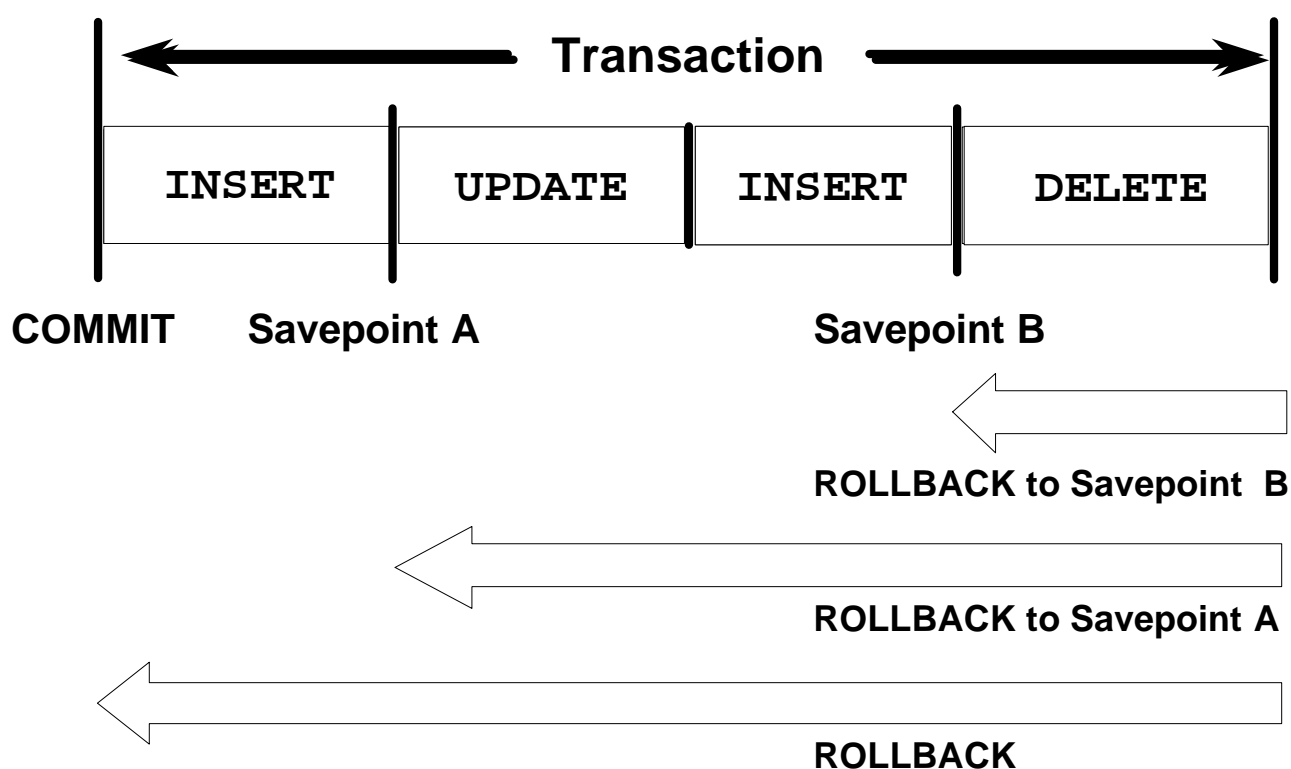 Transaction
INSERT UPDATE INSERT DELETE
COMMIT Savepoint A Savepoint B
ROLLBACK to Savepoint B
ROLLBACK to Savepoint A
ROLLBACK